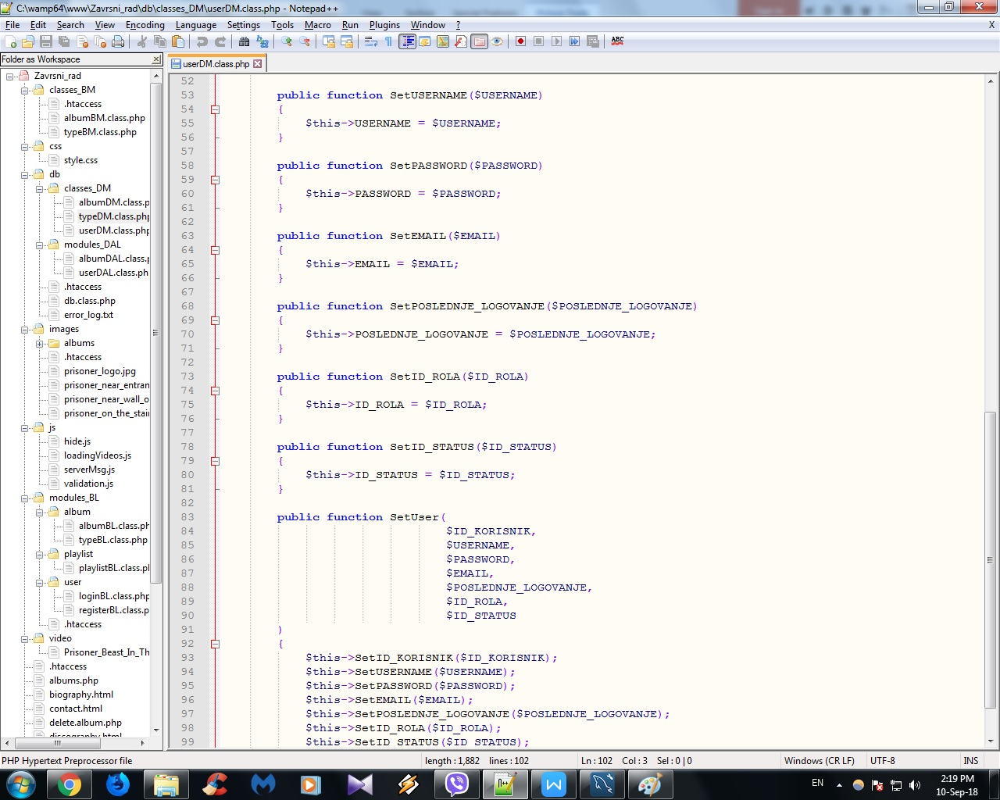 C:\wamp64\www\Zavrsni_rad\db\classes_DM\userDM.class.php - Notepad++
File Edit Search View Encoding Language Settings Tools Macro Run Plugins Window ? X
Folder as Workspace
userDM.class.php
Zavrsni_rad
classes_BM
.htaccess
albumBM.class.php
typeBM.class.php
css
style.css
db
classes_DM
albumDM.class.p
typeDM.class.php
userDM.class.php
modules_DAL
albumDAL.class.p
userDAL.class.ph
.htaccess
db.class.php
error_log.txt
images
albums
.htaccess
prisoner_logo.jpg
prisoner_near_entran
prisoner_near_wall_o
prisoner_on_the_stair
js
hide.js
loadingVideos.js
serverMsg.js
validation.js
modules_BL
album
albumBL.class.ph
typeBL.class.php
playlist
playlistBL.class.pl
user
loginBL.class.php
registerBL.class.p
.htaccess
video
Prisoner_Beast_In_Th
.htaccess
albums.php
biography.html
contact.html
delete.album.php
discography.html
52
53 public function SetUSERNAME($USERNAME)
54 {
55 $this->USERNAME = $USERNAME;
56 }
57
58 public function SetPASSWORD($PASSWORD)
59 {
60 $this->PASSWORD = $PASSWORD;
61 }
62
63 public function SetEMAIL($EMAIL)
64 {
65 $this->EMAIL = $EMAIL;
66 }
67
68 public function SetPOSLEDNJE_LOGOVANJE($POSLEDNJE_LOGOVANJE)
69 {
70 $this->POSLEDNJE_LOGOVANJE = $POSLEDNJE_LOGOVANJE;
71 }
72
73 public function SetID_ROLA($ID_ROLA)
74 {
75 $this->ID_ROLA = $ID_ROLA;
76 }
77
78 public function SetID_STATUS($ID_STATUS)
79 {
80 $this->ID_STATUS = $ID_STATUS;
81 }
82
83 public function SetUser(
84 $ID_KORISNIK,
85 $USERNAME,
86 $PASSWORD,
87 $EMAIL,
88 $POSLEDNJE_LOGOVANJE,
89 $ID_ROLA,
90 $ID_STATUS
91 )
92 {
93 $this->SetID_KORISNIK($ID_KORISNIK);
94 $this->SetUSERNAME($USERNAME);
95 $this->SetPASSWORD($PASSWORD);
96 $this->SetEMAIL($EMAIL);
97 $this->SetPOSLEDNJE_LOGOVANJE($POSLEDNJE_LOGOVANJE);
98 $this->SetID_ROLA($ID_ROLA);
99 $this->SetID_STATUS($ID_STATUS);
PHP Hypertext Preprocessor file length : 1,882 lines : 102 Ln : 102 Col : 3 Sel : 0 | 0 Windows (CR LF) UTF-8 INS
EN 2:19 PM
10-Sep-18